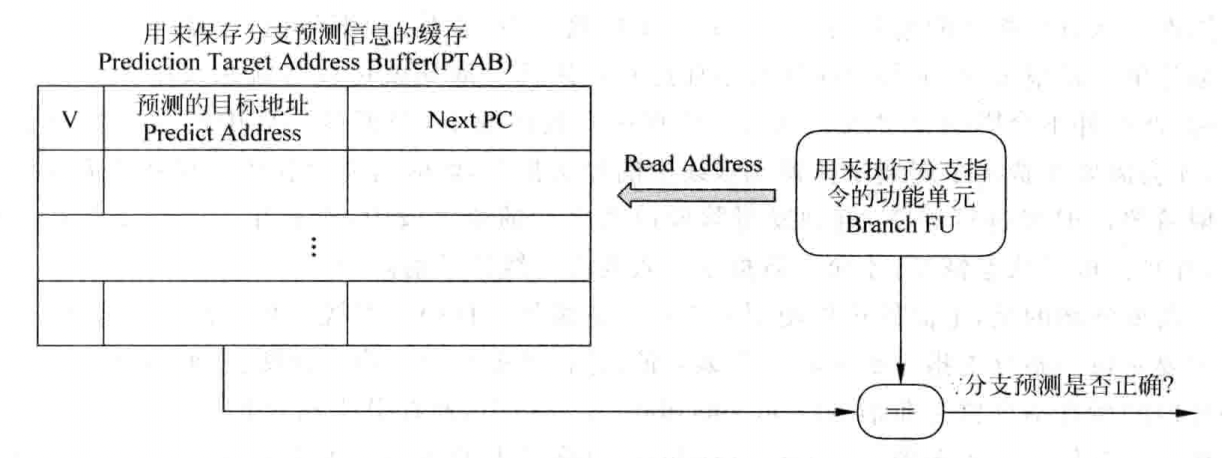 用来保存分支预测信息的缓存
Prediction Target Address Buffer(PTAB)
V
预测的目标地址
Predict Address
Next PC
Read Address
用来执行分支指
令的功能单元
Branch FU
⋮
==
分支预测是否正确?